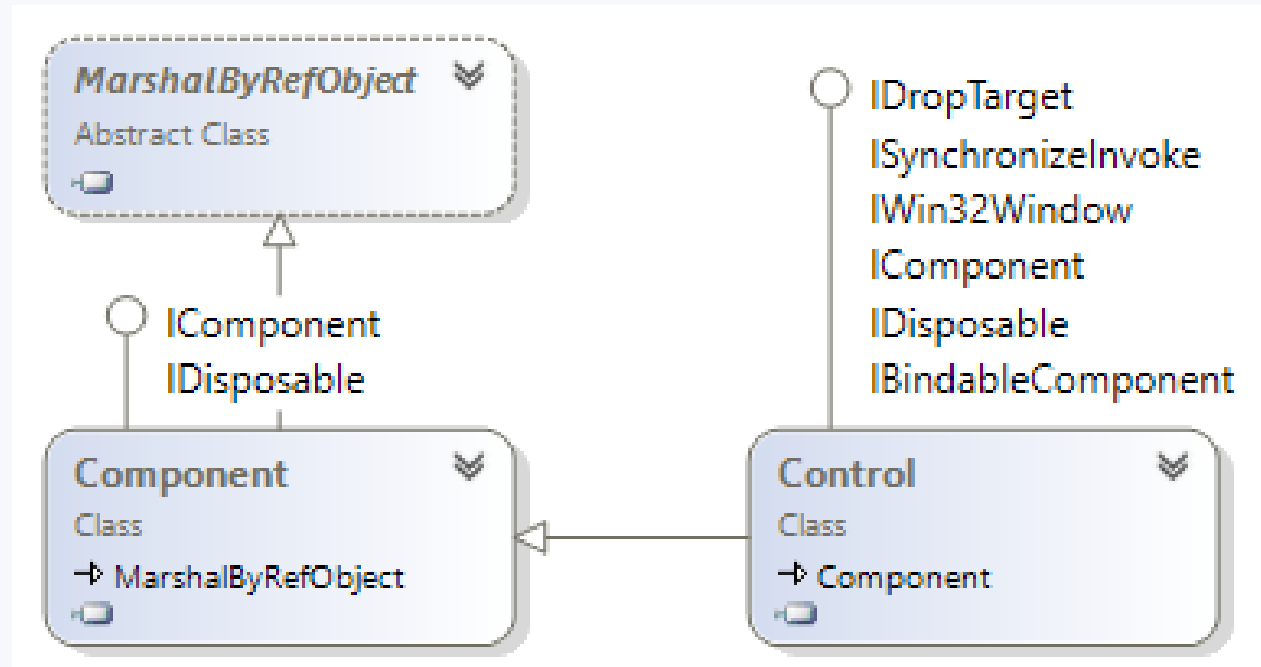 MarshalByRefObject
Abstract Class
IComponent
IDisposable
Component
Class
MarshalByRefObject
IDropTarget
ISynchronizeInvoke
IWin32Window
IComponent
IDisposable
IBindableComponent
Control
Class
Component